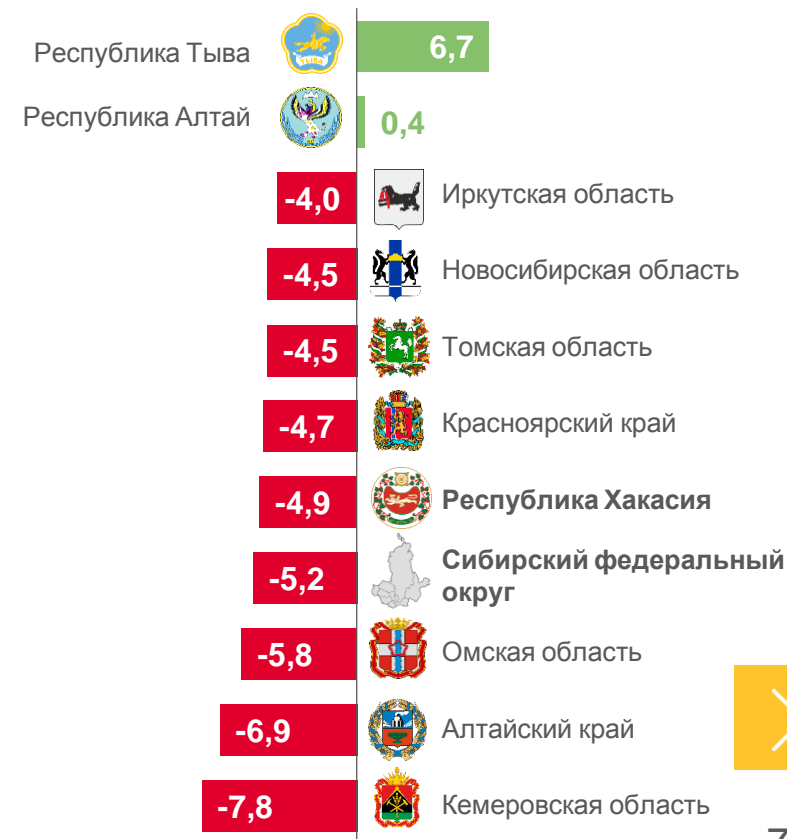 Республика Тыва 6,7
Республика Алтай 0,4
-4,0 Иркутская область
-4,5 Новосибирская область
-4,5 Томская область
-4,7 Красноярский край
-4,9 Республика Хакасия
-5,2 Сибирский федеральный
округ
-5,8 Омская область
-6,9 Алтайский край
-7,8 Кемеровская область